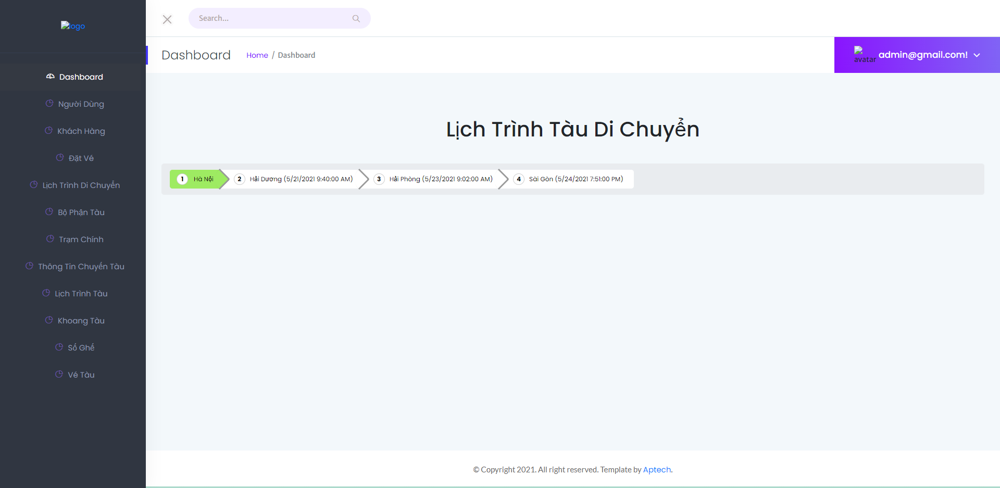 logo
Dashboard
Người Dùng
Khách Hàng
Đặt Vé
Lịch Trình Di Chuyển
Bộ Phận Tàu
Trạm Chính
Thông Tin Chuyến Tàu
Lịch Trình Tàu
Khoang Tàu
Số Ghế
Vé Tàu
Search...
Dashboard
Home / Dashboard
avatar admin@gmail.com!
Lịch Trình Tàu Di Chuyển
1 Hà Nội 2 Hải Dương (5/21/2021 9:40:00 AM) 3 Hải Phòng (5/23/2021 9:02:00 AM) 4 Sài Gòn (5/24/2021 7:51:00 PM)
© Copyright 2021. All right reserved. Template by Aptech.